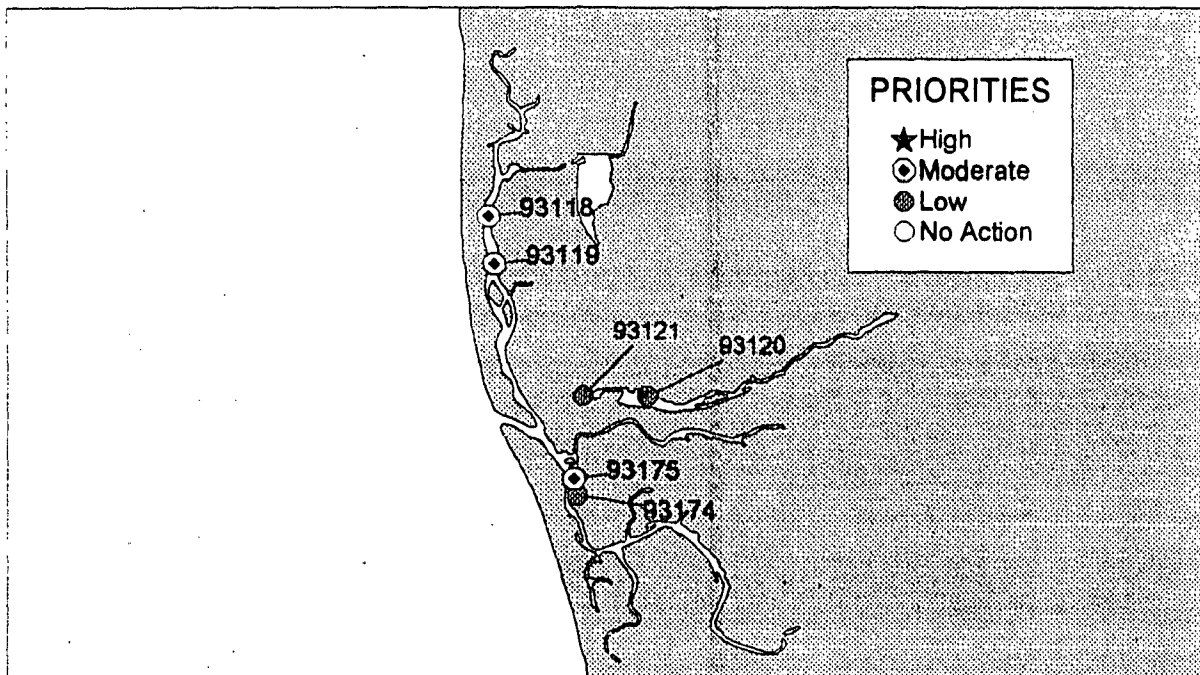 PRIORITIES
High
Moderate
Low
No Action
93118
93119
93121
93120
93175
93174